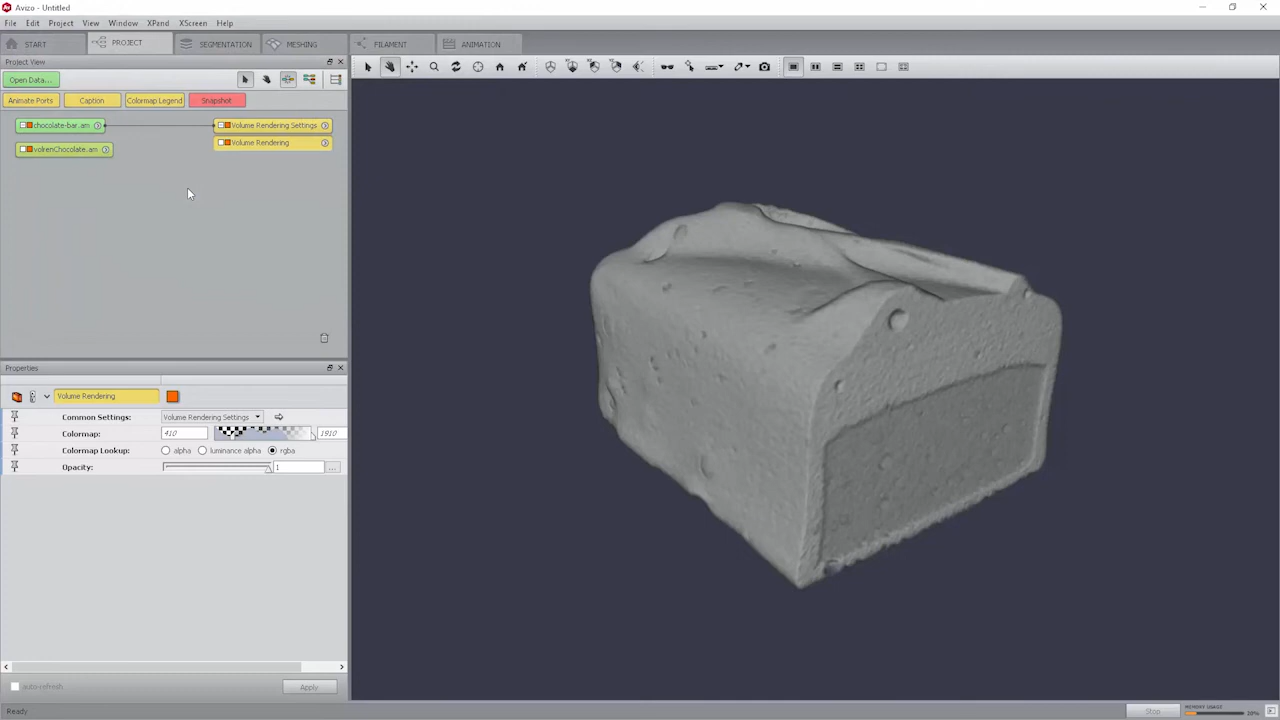 Avizo - Untitled
File Edit Project View Window XPand XScreen Help
START PROJECT SEGMENTATION MESHING FILAMENT ANIMATION
Project View
Open Data...
Animate Ports Caption Colormap Legend Snapshot
chocolate-bar.am Volume Rendering Settings
Volume Rendering
volrenChocolate.am
Properties
Volume Rendering
Common Settings: Volume Rendering Settings
Colormap: 410 1910
Colormap Lookup: alpha luminance alpha rgba
Opacity: 1 ...
auto-refresh Apply
Ready Stop MEMORY USAGE